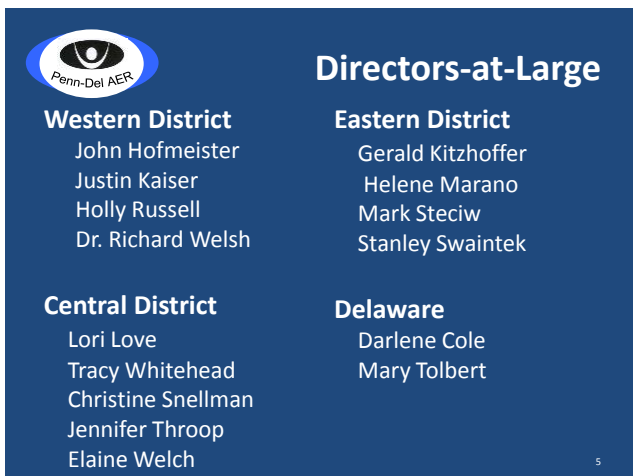 Penn-Del AER
Directors-at-Large
Western District
John Hofmeister
Justin Kaiser
Holly Russell
Dr. Richard Welsh
Eastern District
Gerald Kitzhoffer
Helene Marano
Mark Steciw
Stanley Swaintek
Central District
Lori Love
Tracy Whitehead
Christine Snellman
Jennifer Throop
Elaine Welch
Delaware
Darlene Cole
Mary Tolbert
5